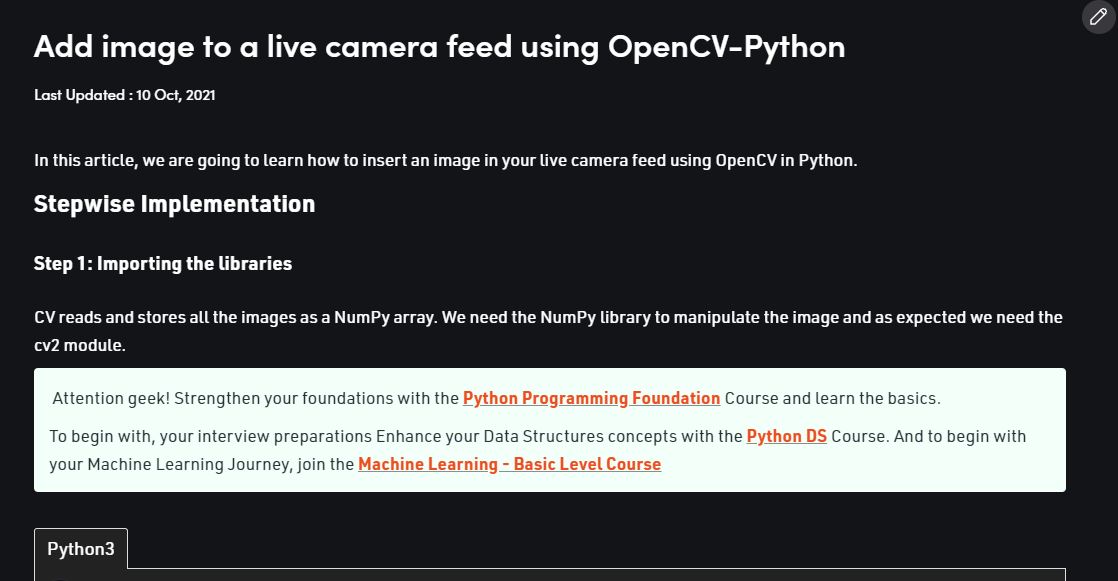 Add image to a live camera feed using OpenCV-Python
Last Updated : 10 Oct, 2021
In this article, we are going to learn how to insert an image in your live camera feed using OpenCV in Python.
Stepwise Implementation
Step 1: Importing the libraries
CV reads and stores all the images as a NumPy array. We need the NumPy library to manipulate the image and as expected we need the
cv2 module.
Attention geek! Strengthen your foundations with the Python Programming Foundation Course and learn the basics.
To begin with, your interview preparations Enhance your Data Structures concepts with the Python DS Course. And to begin with
your Machine Learning Journey, join the Machine Learning - Basic Level Course
Python3